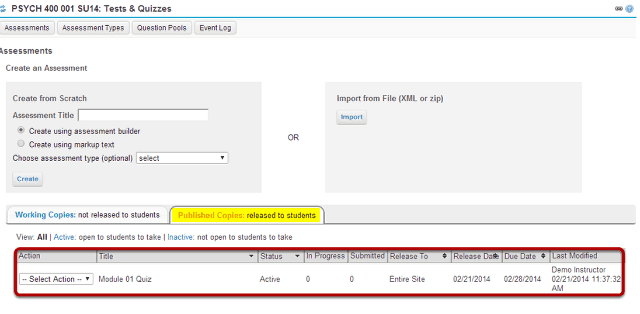 PSYCH 400 001 SU14: Tests & Quizzes
Assessments Assessment Types Question Pools Event Log
Assessments
Create an Assessment
Create from Scratch
Assessment Title
Create using assessment builder
Create using markup text
Choose assessment type (optional) select
Create
OR
Import from File (XML or zip)
Import
Working Copies: not released to students Published Copies: released to students
View: All | Active: open to students to take | Inactive: not open to students to take
Action Title Status In Progress Submitted Release To Release Date Due Date Last Modified
-- Select Action -- Module 01 Quiz Active 0 0 Entire Site 02/21/2014 02/28/2014 Demo Instructor
02/21/2014 11:37:32
AM